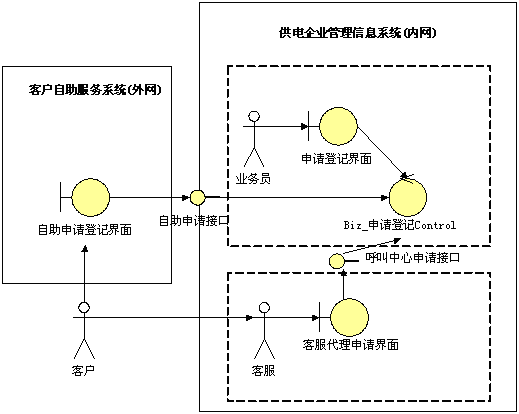 供电企业管理信息系统(内网)
客户自助服务系统(外网)
申请登记界面
业务员
自助申请登记界面
自助申请接口
Biz_申请登记Control
呼叫中心申请接口
客户
客服
客服代理申请界面